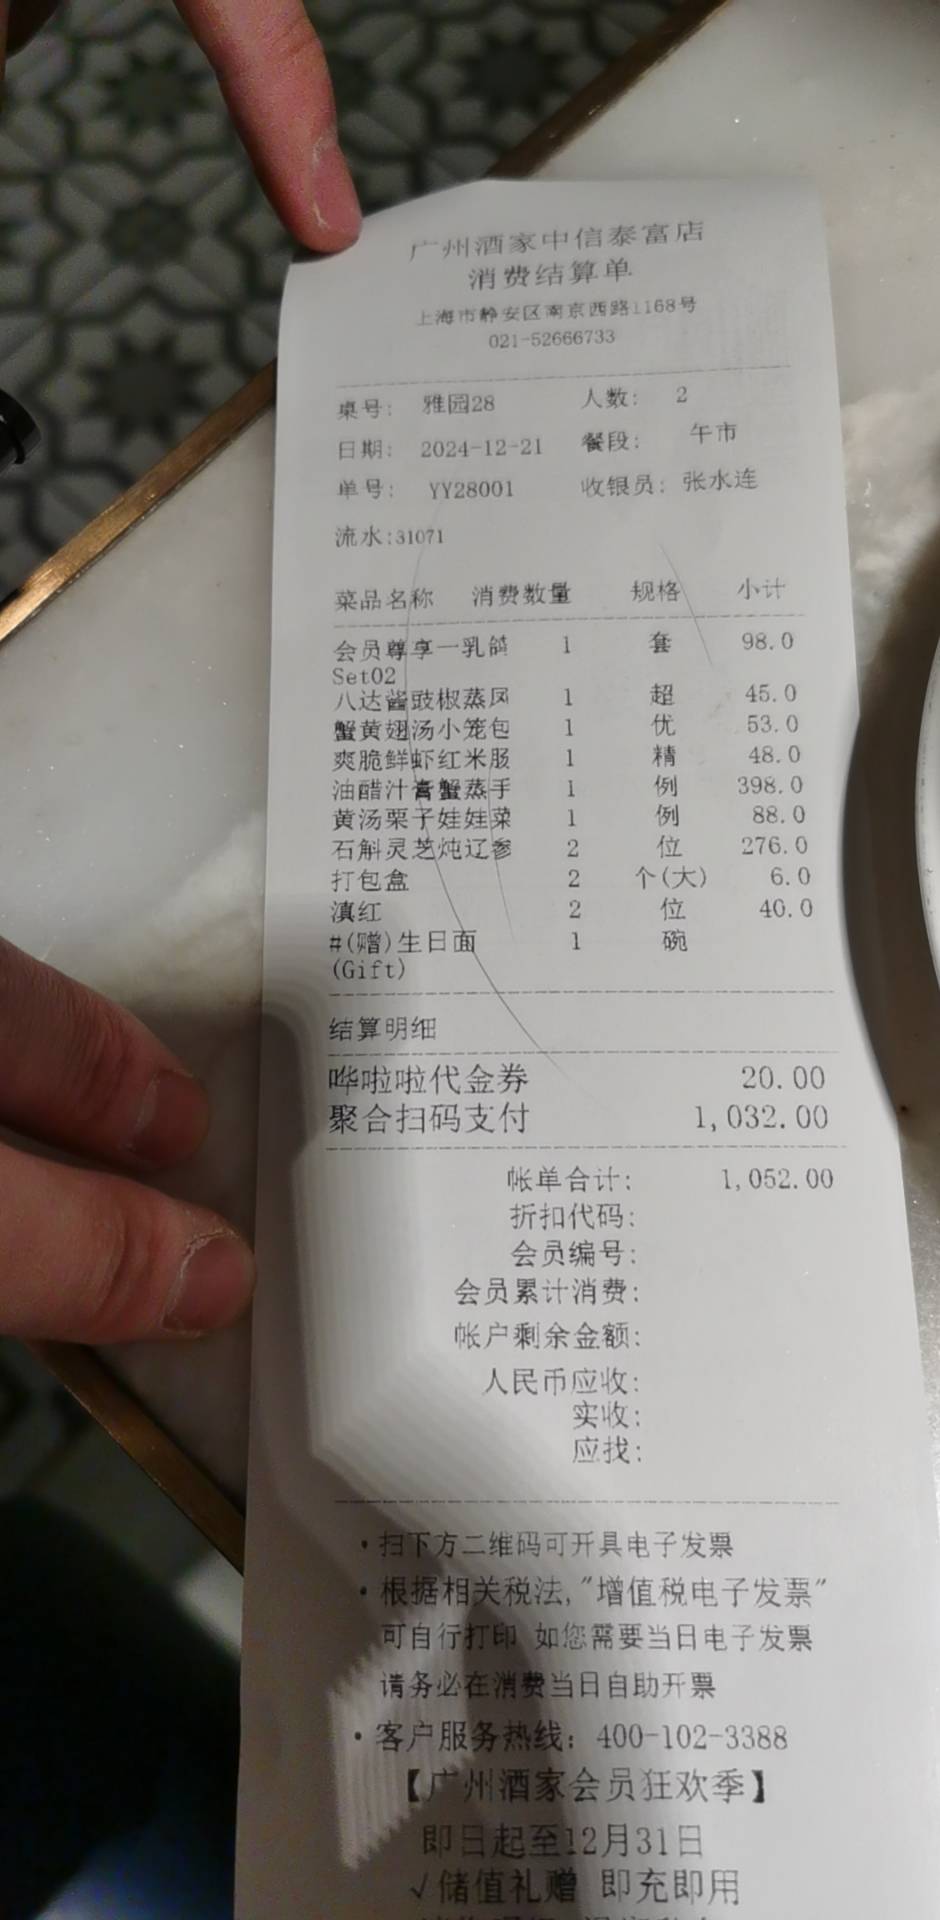 广州酒家中信泰富店
消费结算单
上海市静安区南京西路1168号
021-52666733
桌号: 雅园28 人数: 2
日期: 2024-12-21 餐段: 午市
单号: YY28001 收银员: 张水连
流水:31071
菜品名称 消费数量 规格 小计
会员尊享一乳鸽 1 套 98.0
Set02
八达酱豉椒蒸凤 1 超 45.0
蟹黄翅汤小笼包 1 优 53.0
爽脆鲜虾红米肠 1 精 48.0
油醋汁膏蟹蒸手 1 例 398.0
黄汤栗子娃娃菜 1 例 88.0
石斛灵芝炖辽参 2 位 276.0
打包盒 2 个(大) 6.0
滇红 2 位 40.0
#(赠)生日面 1 碗
(Gift)
结算明细
哗啦啦代金券 20.00
聚合扫码支付 1,032.00
帐单合计: 1,052.00
折扣代码:
会员编号:
会员累计消费:
帐户剩余金额:
人民币应收:
实收:
应找:
·扫下方二维码可开具电子发票
·根据相关税法,"增值税电子发票"
可自行打印 如您需要当日电子发票
请务必在消费当日自助开票
·客户服务热线: 400-102-3388
【广州酒家会员狂欢季】
即日起至12月31日
√储值礼赠 即充即用